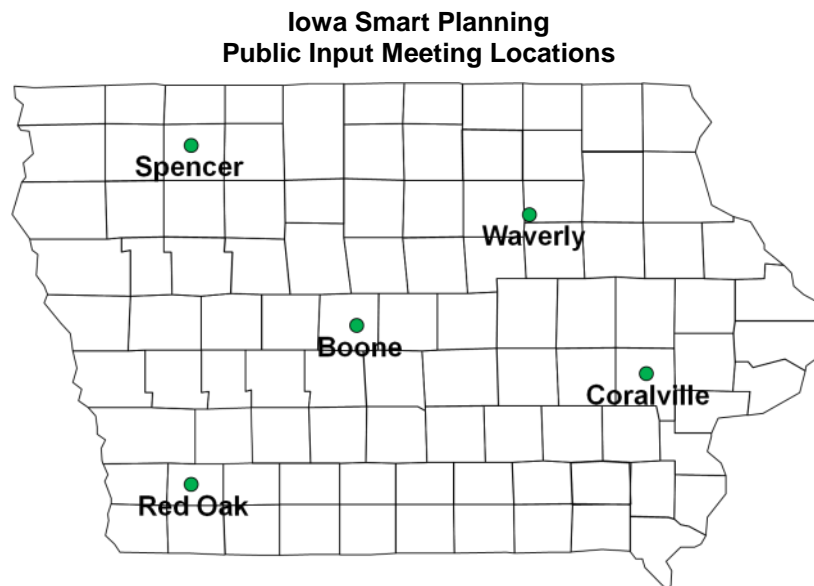 Iowa Smart Planning
Public Input Meeting Locations
Spencer
Waverly
Boone
Coralville
Red Oak